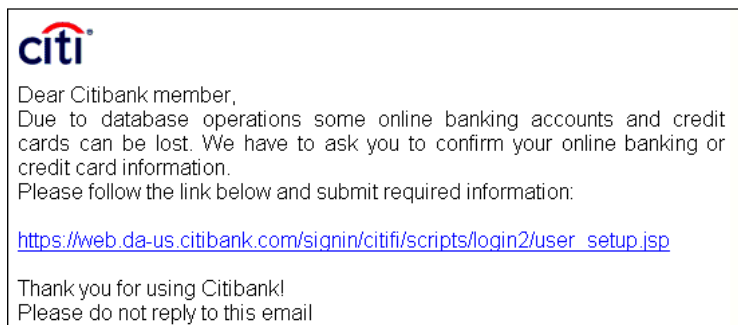 citi
Dear Citibank member,
Due to database operations some online banking accounts and credit
cards can be lost. We have to ask you to confirm your online banking or
credit card information.
Please follow the link below and submit required information:
https://web.da-us.citibank.com/signin/citifi/scripts/login2/user_setup.jsp
Thank you for using Citibank!
Please do not reply to this email